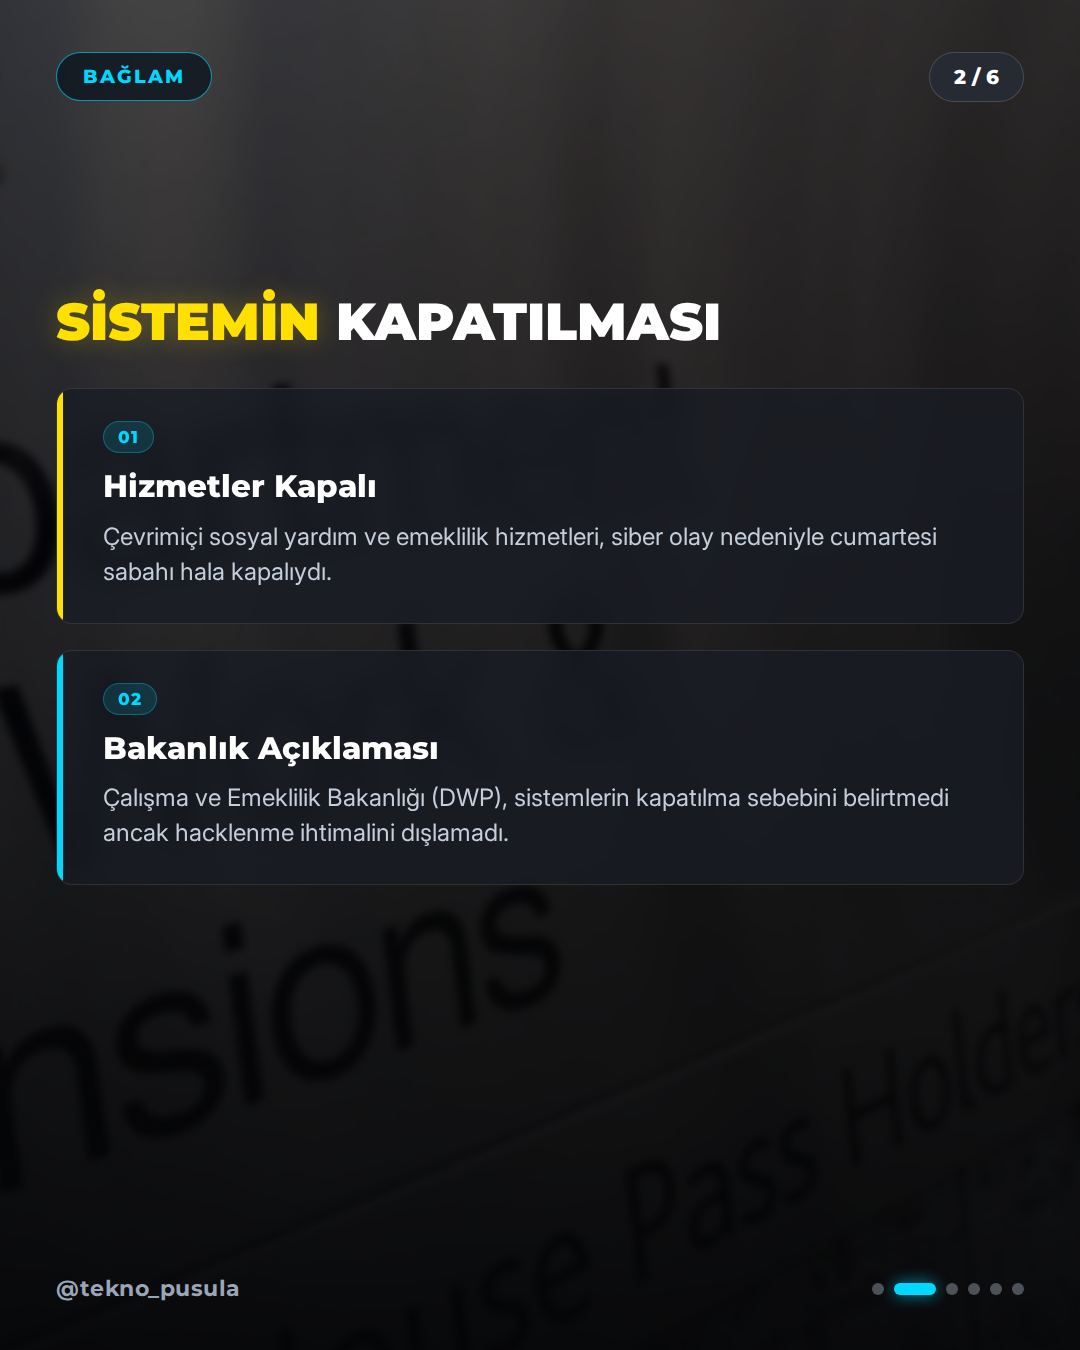 BAĞLAM
2 / 6
SİSTEMİN KAPATILMASI
01
Hizmetler Kapalı
Çevrimiçi sosyal yardım ve emeklilik hizmetleri, siber olay nedeniyle cumartesi
sabahı hala kapalıydı.
02
Bakanlık Açıklaması
Çalışma ve Emeklilik Bakanlığı (DWP), sistemlerin kapatılma sebebini belirtmedi
ancak hacklenme ihtimalini dışlamadı.
nsions
ouse Pass Holder
@tekno_pusula